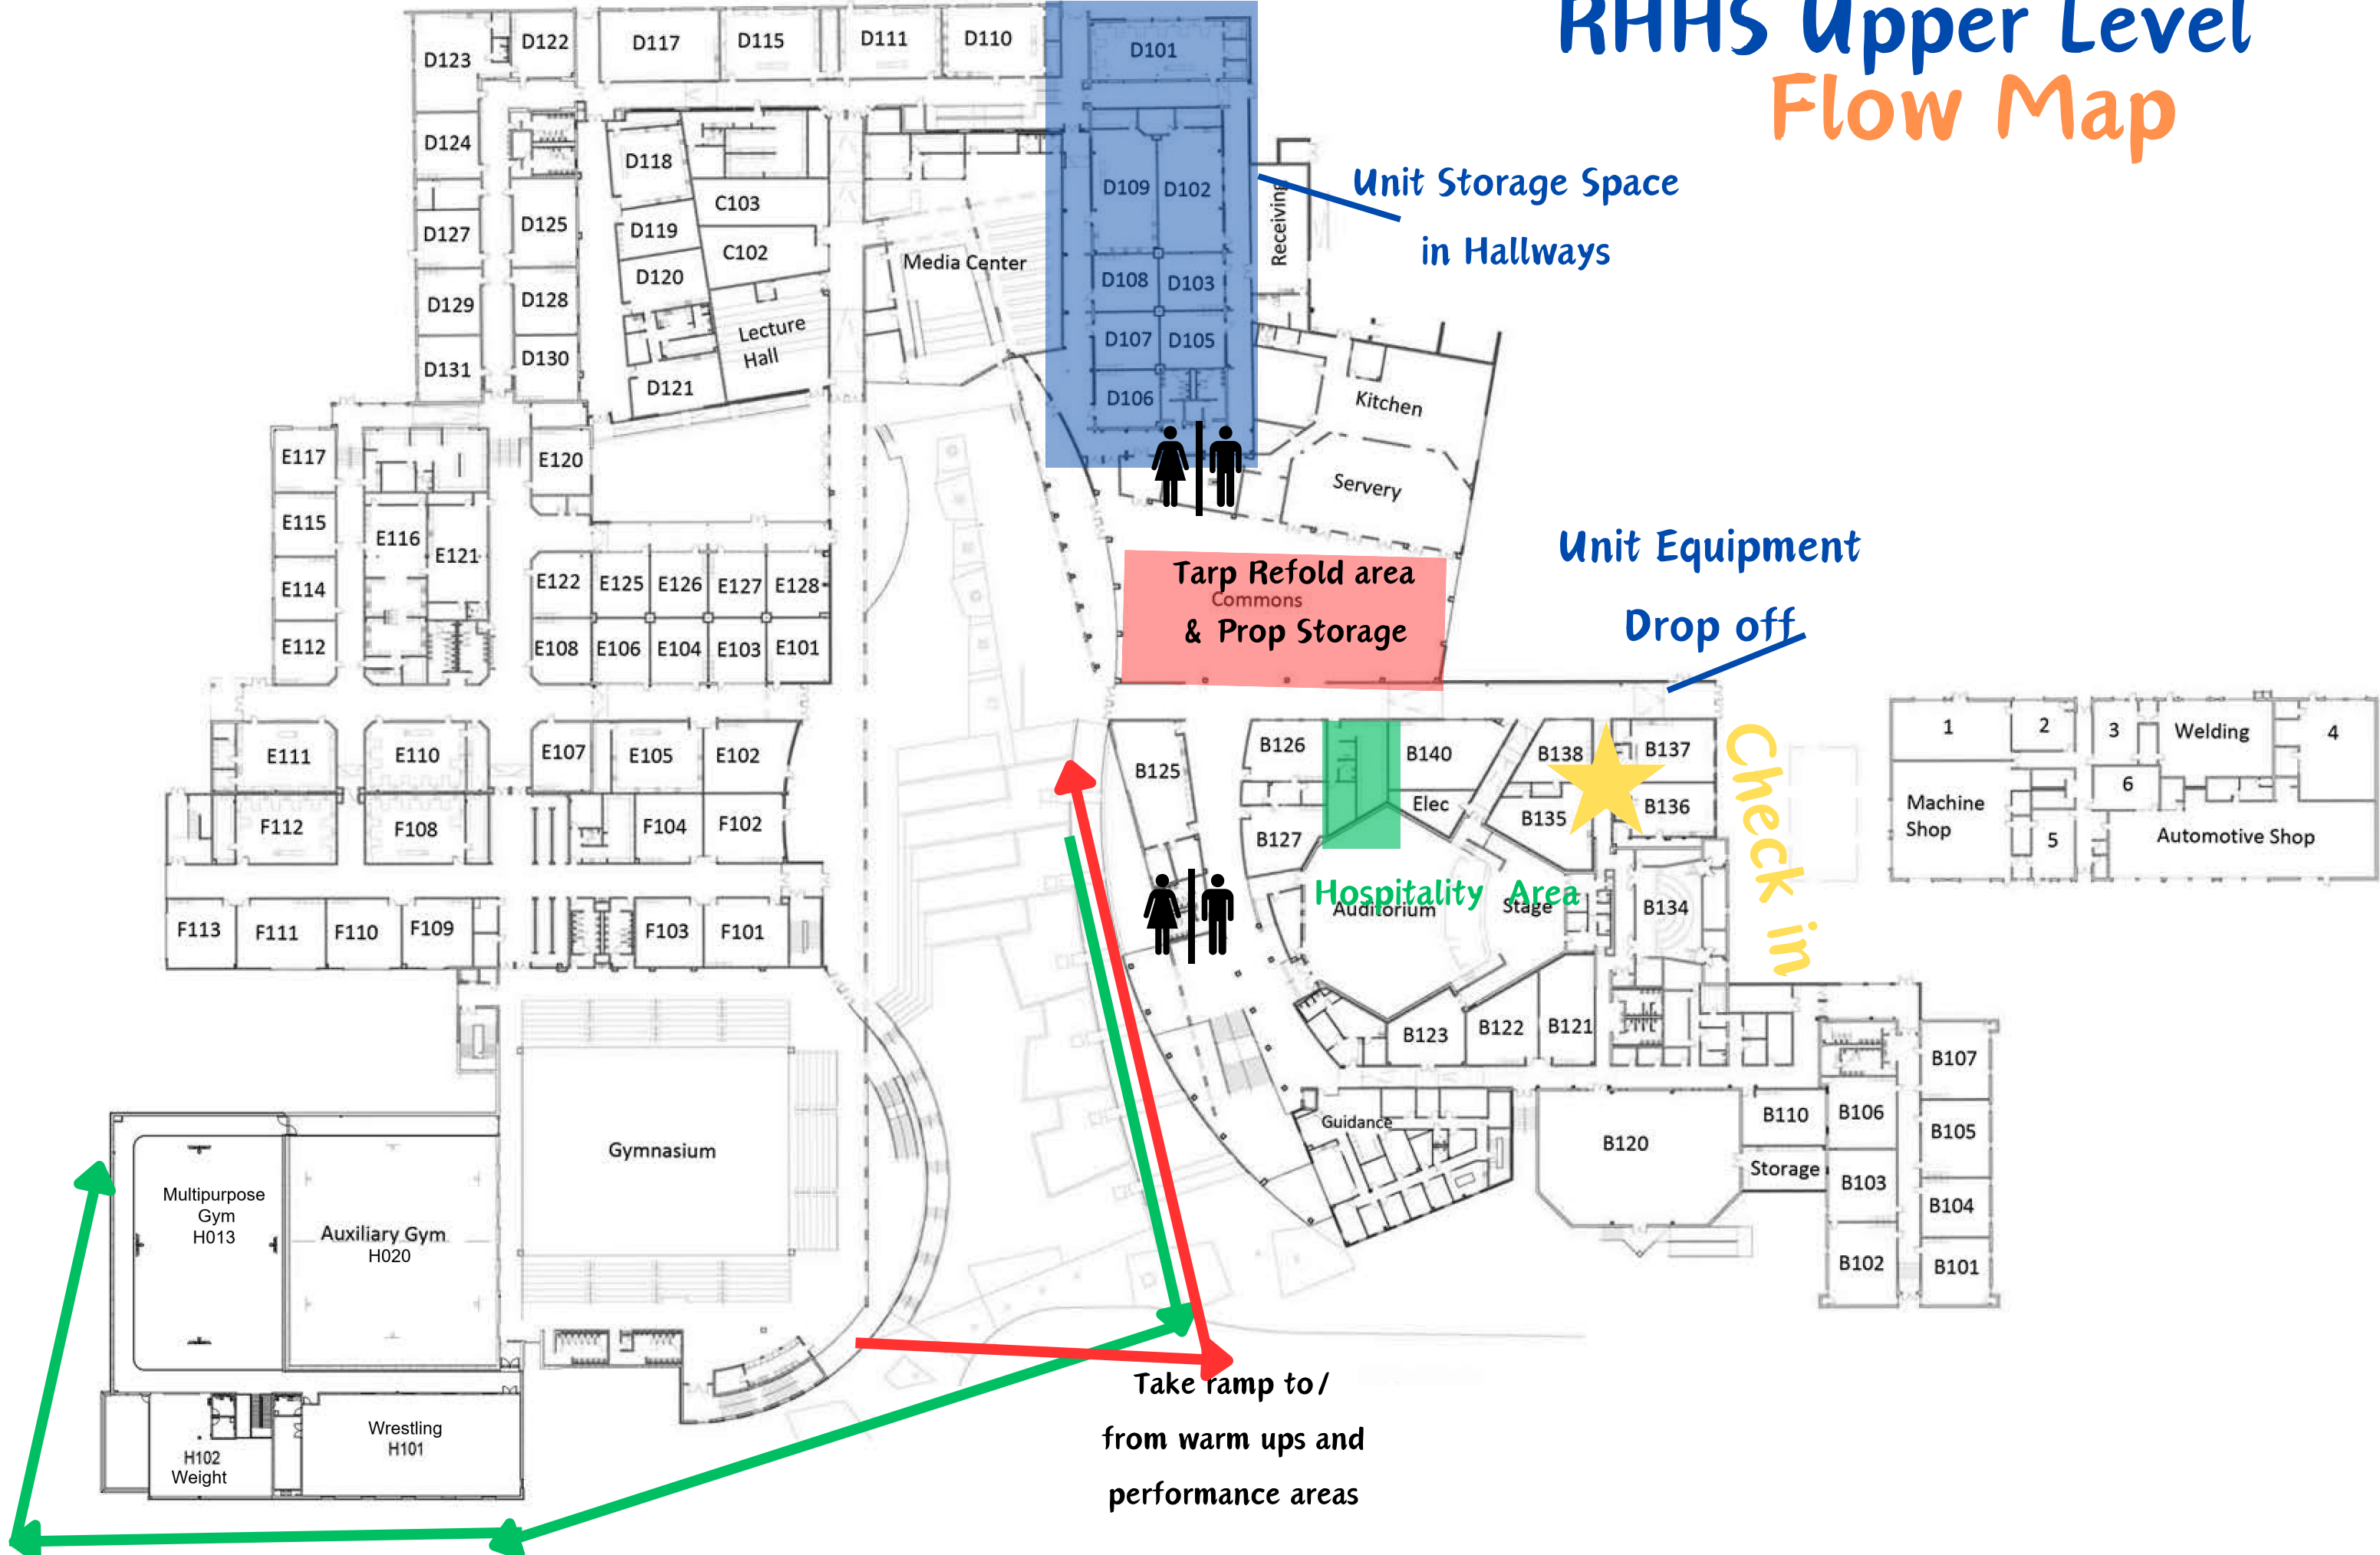 RHHS Upper Level
Flow Map
D123
D122
D117
D115
D111
D110
D101
D124
D118
D109
D102
Unit Storage Space
in Hallways
Receiving
C103
D127
D125
D119
C102
D120
Media Center
D108
D103
D129
D128
Lecture
Hall
D107
D105
D131
D130
D121
D106
Kitchen
E117
E120
Servery
E115
E116
E121
Unit Equipment
Drop off
E114
E122
E125
E126
E127
E128
Tarp Refold area
Commons
& Prop Storage
E112
E108
E106
E104
E103
E101
E111
E110
E107
E105
E102
B125
B126
B140
B138
B137
Check in
1
2
3
Welding
4
F112
F108
F104
F102
B127
Elec
B135
B136
Machine
Shop
6
5
Automotive Shop
Hospitality Area
Auditorium
Stage
B134
F113
F111
F110
F109
F103
F101
B123
B122
B121
B107
Guidance
B120
B110
B106
B105
Storage
B103
B104
B102
B101
Gymnasium
Multipurpose
Gym
H013
Auxiliary Gym
H020
Wrestling
H101
H102
Weight
Take ramp to/
from warm ups and
performance areas